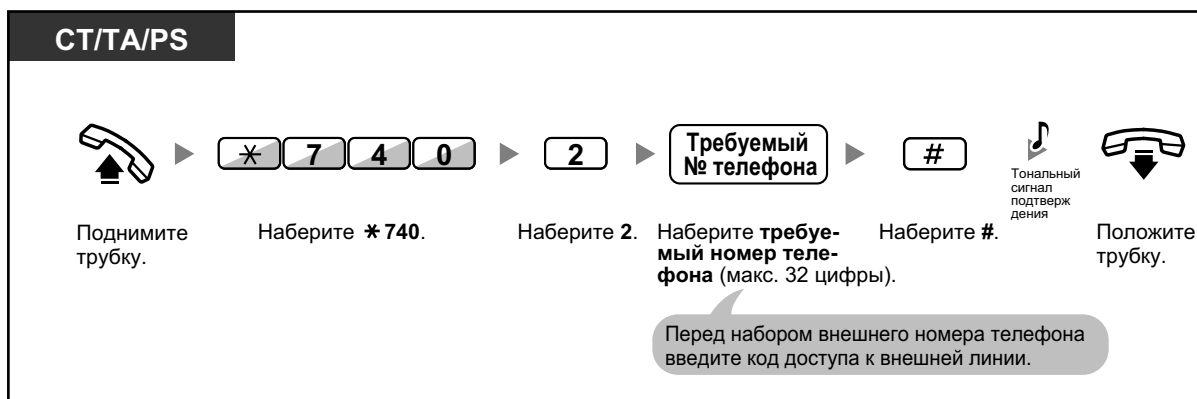 CT/TA/PS
✳ 7 4 0
2
Требуемый
№ телефона
#
Тональный
сигнал
подтверж
дения
Поднимите
трубку.
Наберите ✳740.
Наберите 2.
Наберите требуе-
мый номер теле-
фона (макс. 32 цифры).
Наберите #.
Положите
трубку.
Перед набором внешнего номера телефона
введите код доступа к внешней линии.